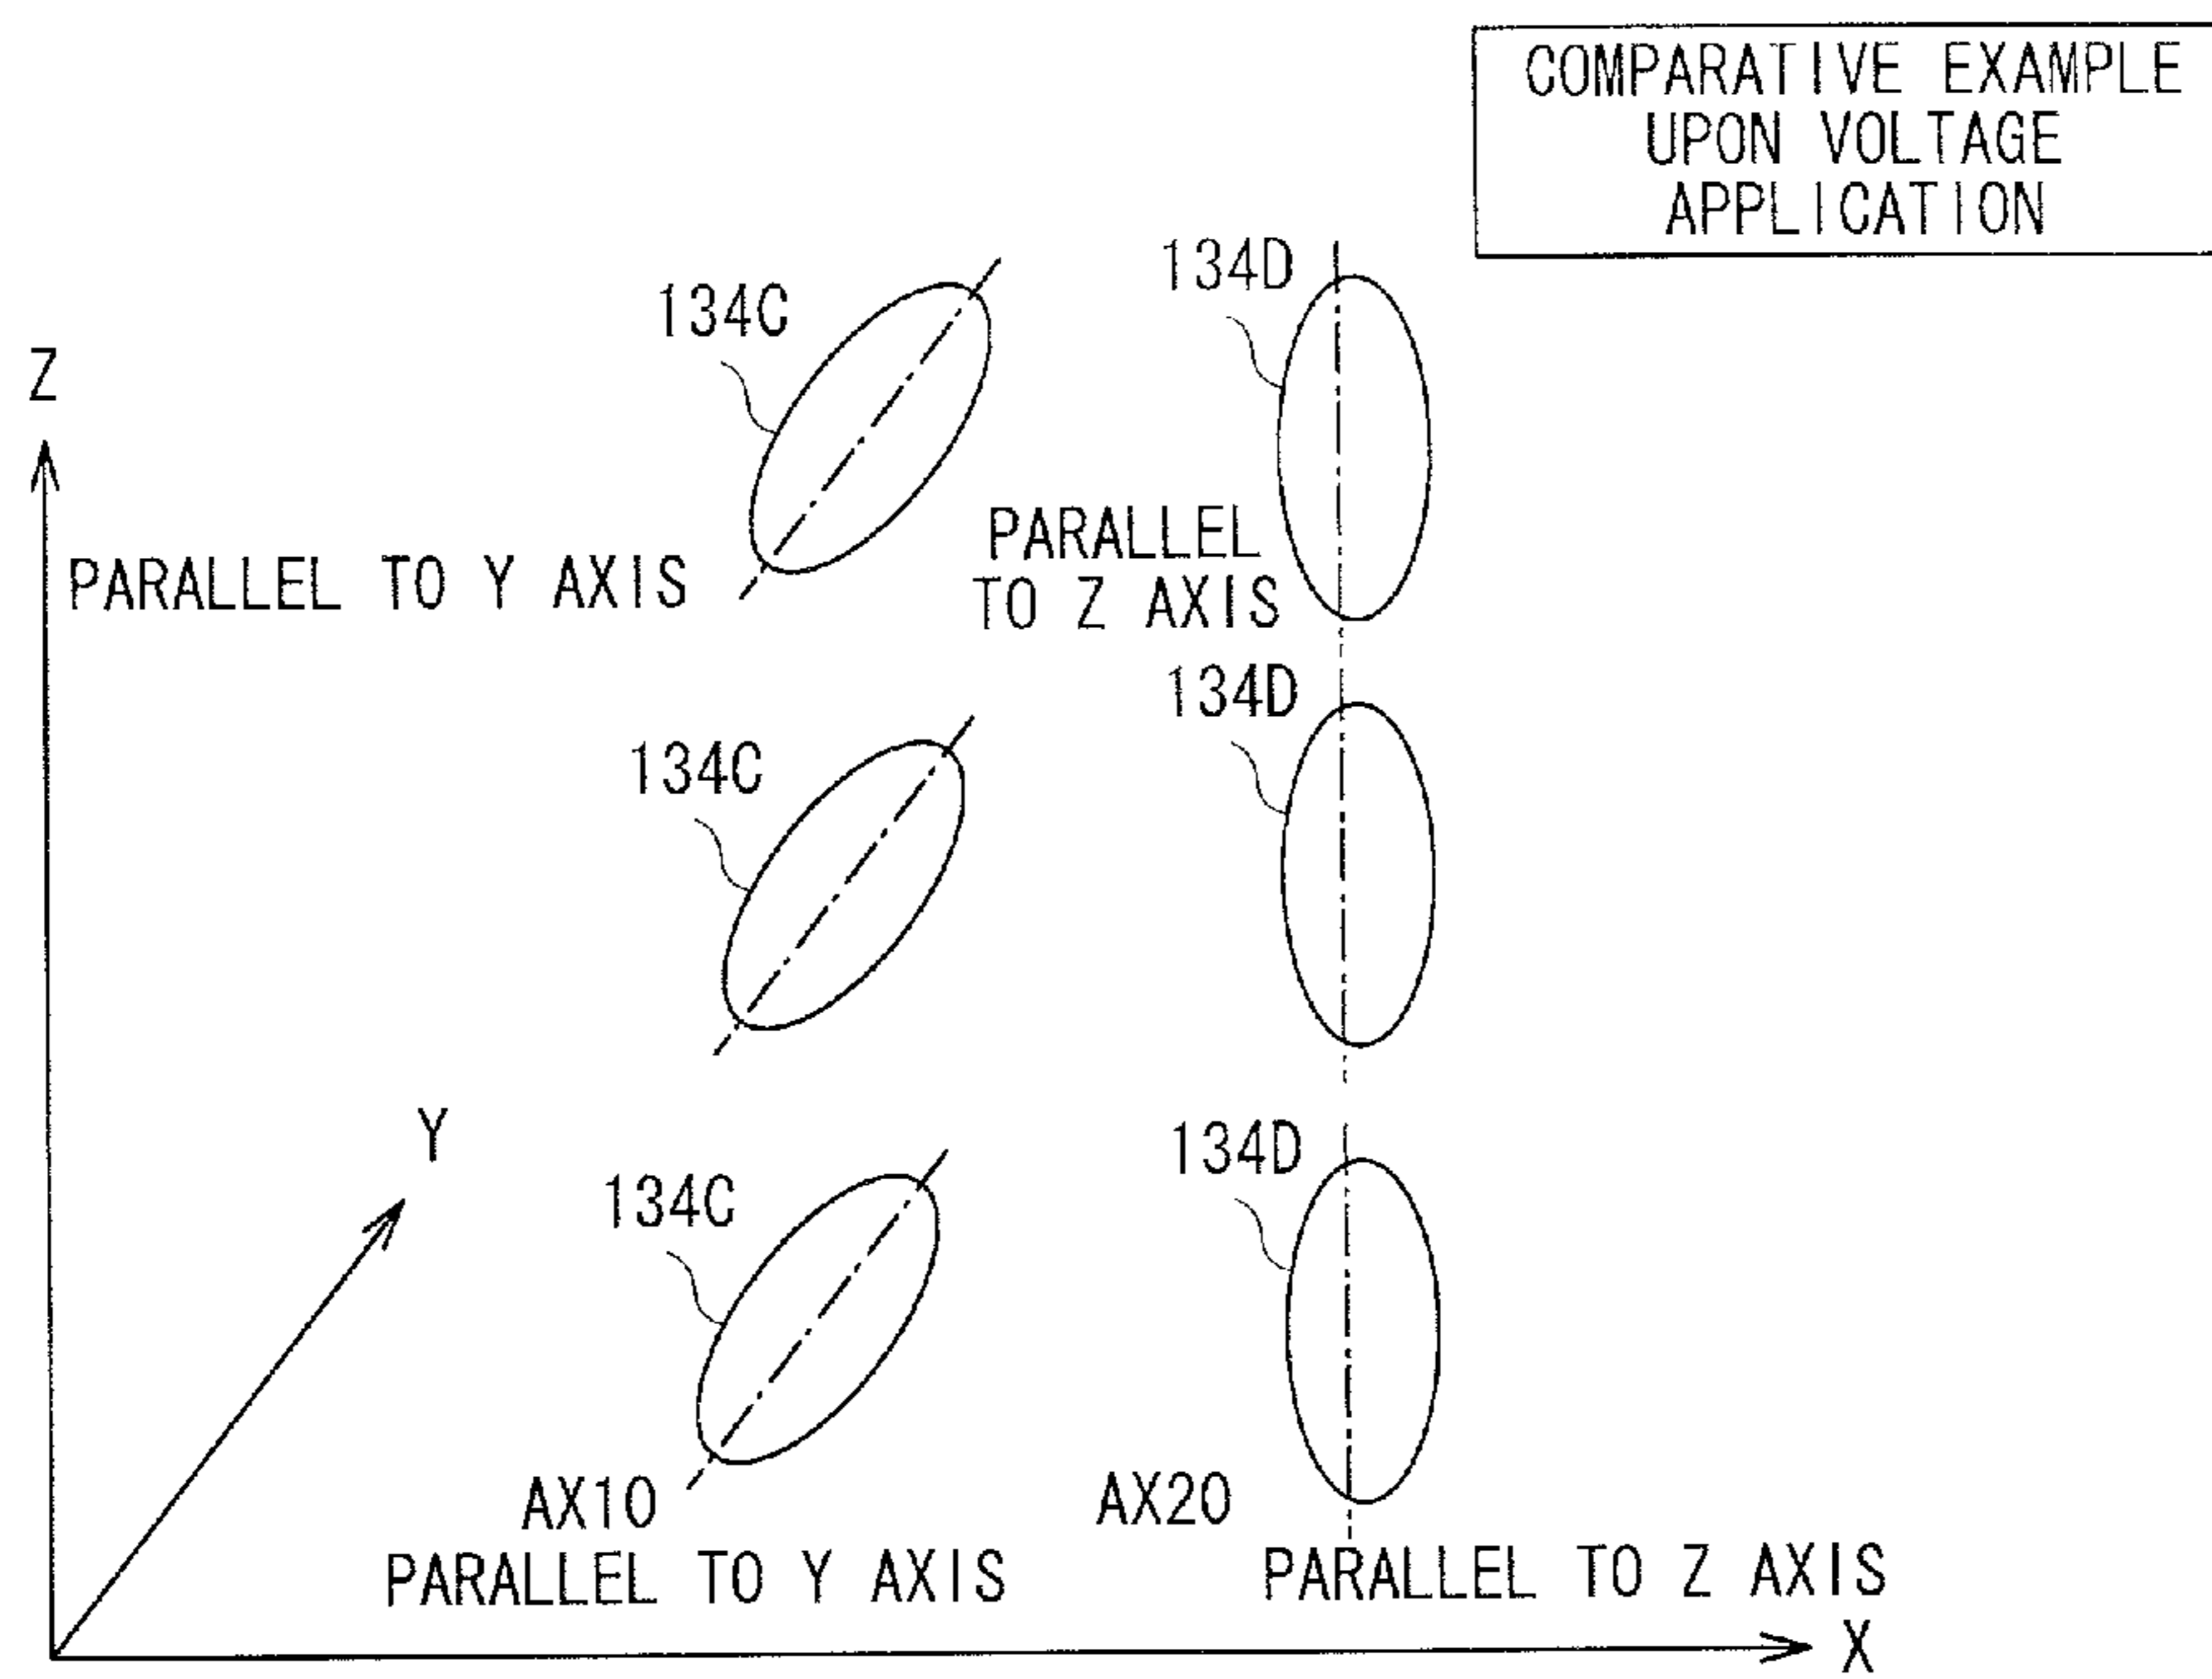 COMPARATIVE EXAMPLE
UPON VOLTAGE
APPLICATION
134D
134C
Z
PARALLEL
TO Z AXIS
PARALLEL TO Y AXIS
134D
134C
Y
134D
134C
AX10
AX20
PARALLEL TO Y AXIS
PARALLEL TO Z AXIS
X